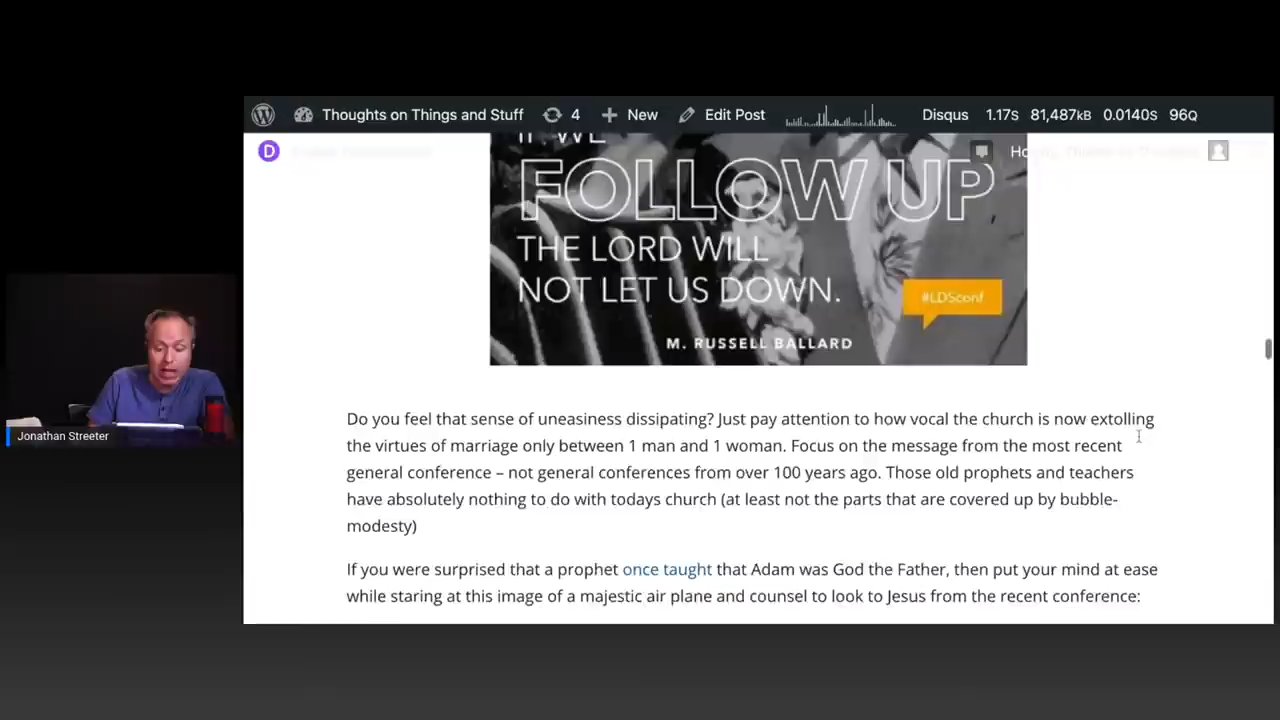 Thoughts on Things and Stuff 4 New Edit Post Disqus 1.17s 81,487kB 0.0140s 96Q
D
IF WE
FOLLOW UP,
THE LORD WILL
NOT LET US DOWN.
#LDSconf
M. RUSSELL BALLARD
Do you feel that sense of uneasiness dissipating? Just pay attention to how vocal the church is now extolling
the virtues of marriage only between 1 man and 1 woman. Focus on the message from the most recent
general conference – not general conferences from over 100 years ago. Those old prophets and teachers
have absolutely nothing to do with todays church (at least not the parts that are covered up by bubble-
modesty)
If you were surprised that a prophet once taught that Adam was God the Father, then put your mind at ease
while staring at this image of a majestic air plane and counsel to look to Jesus from the recent conference:
Jonathan Streeter